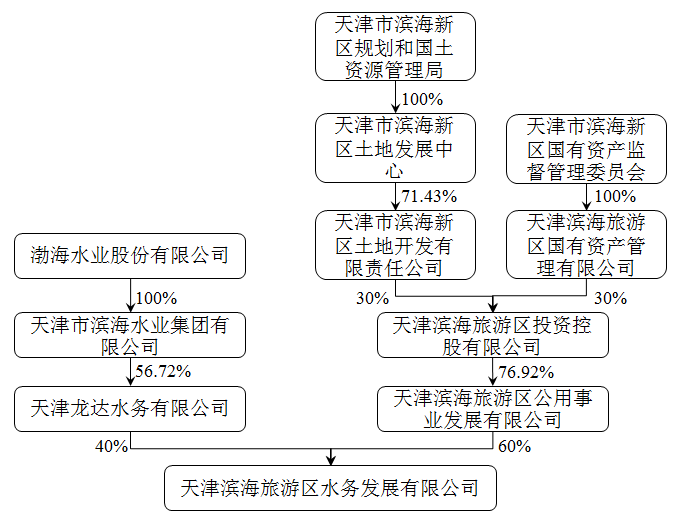 天津市滨海新
区规划和国土
资源管理局
100%
天津市滨海新
区土地发展中
心
天津市滨海新
区国有资产监
督管理委员会
71.43%
100%
天津市滨海新
区土地开发有
限责任公司
天津滨海旅游
区国有资产管
理有限公司
渤海水业股份有限公司
100%
30%
30%
天津市滨海水业集团有
限公司
天津滨海旅游区投资控
股有限公司
56.72%
76.92%
天津龙达水务有限公司
天津滨海旅游区公用事
业发展有限公司
40%
60%
天津滨海旅游区水务发展有限公司